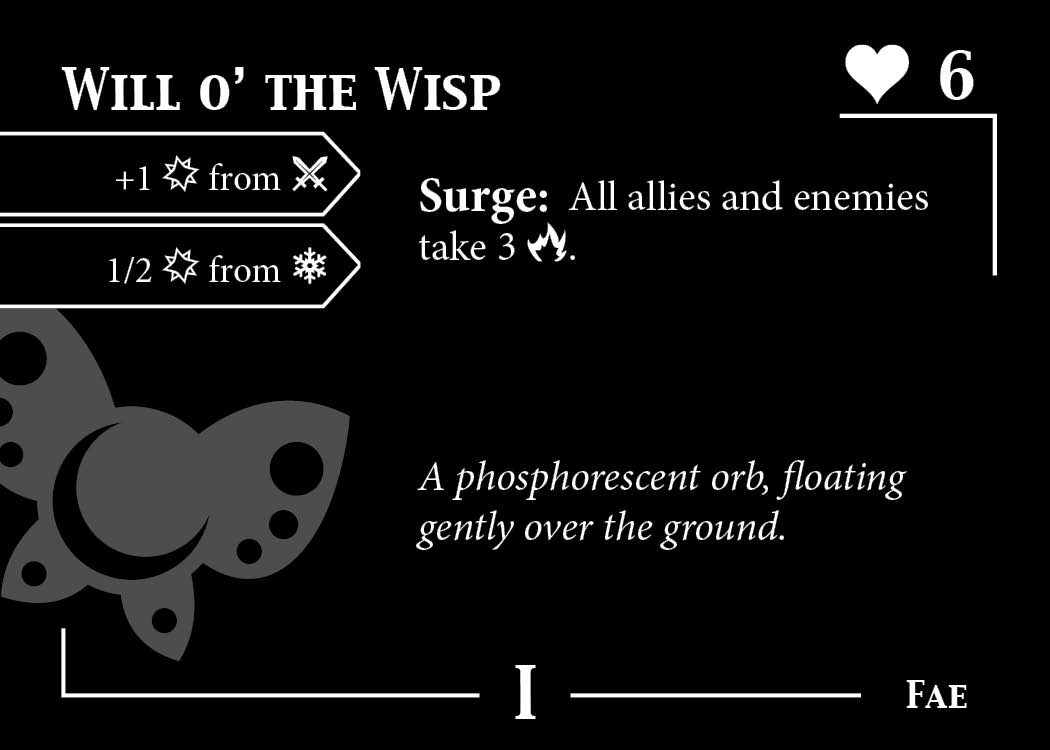 Will o' the Wisp
6
+1 from
1/2 from
Surge: All allies and enemies
take 3 .
A phosphorescent orb, floating
gently over the ground.
I
Fae